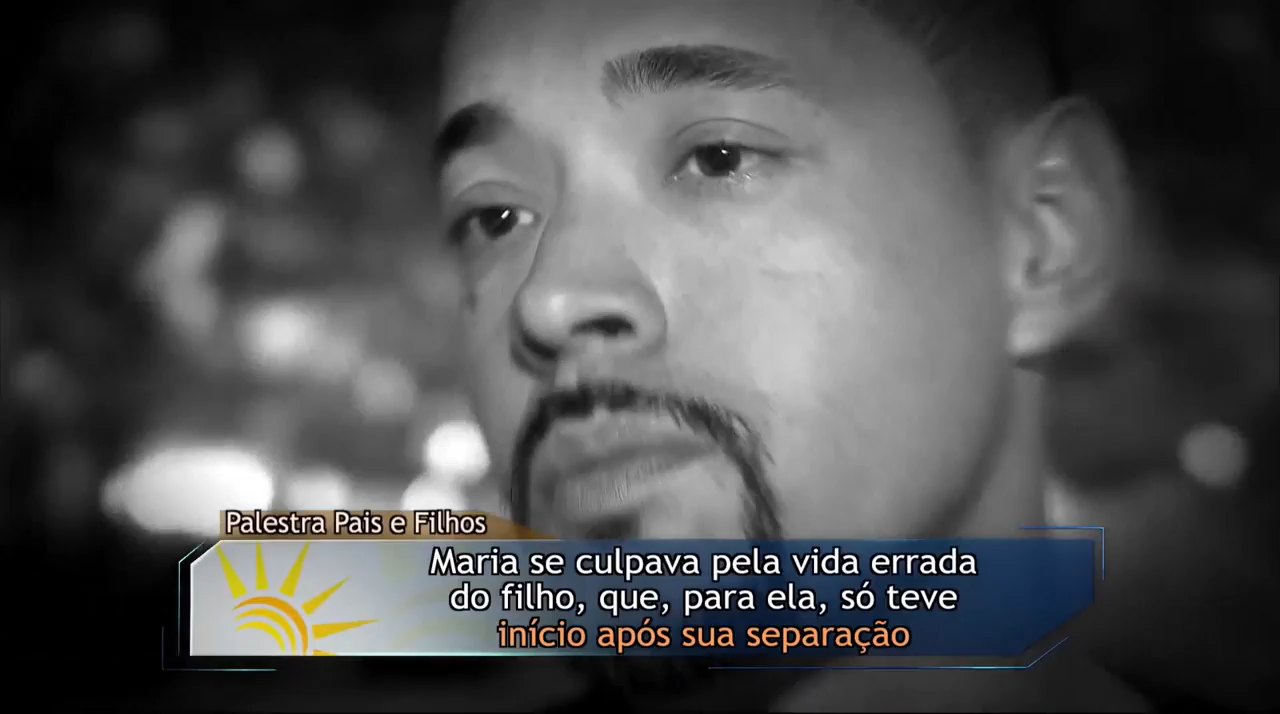 Palestra Pais e Filhos
Maria se culpava pela vida errada
do filho, que, para ela, só teve
início após sua separação